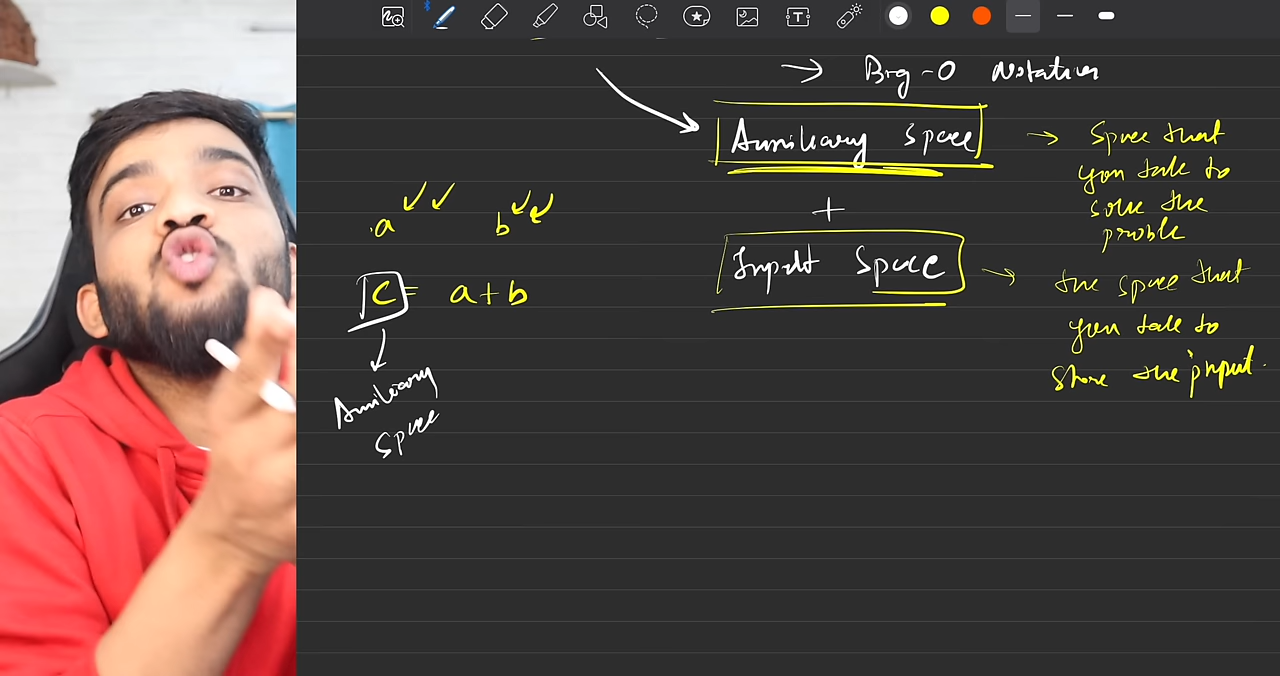 → Big-O Notation
Auxiliary Space → Space that
you take to
solve the
proble
+
Input Space → the space that
you take to
store the input.
a b
c = a+b
Auxiliary
Space